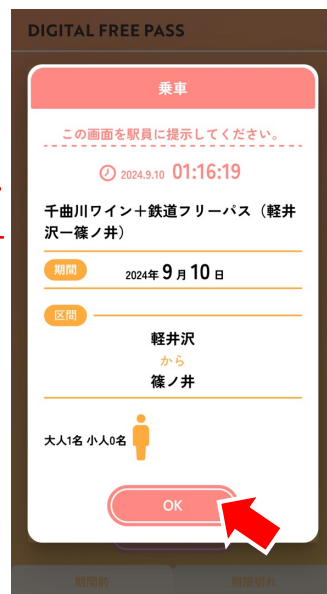 DIGITAL FREE PASS
乗車
この画面を駅員に提示してください。
2024.9.10 01:16:19
千曲川ワイン+鉄道フリーパス（軽井
沢ー篠ノ井）
期間 2024年 9 月 10 日
区間
軽井沢
から
篠ノ井
大人1名 小人0名
OK
期間前 期限切れ